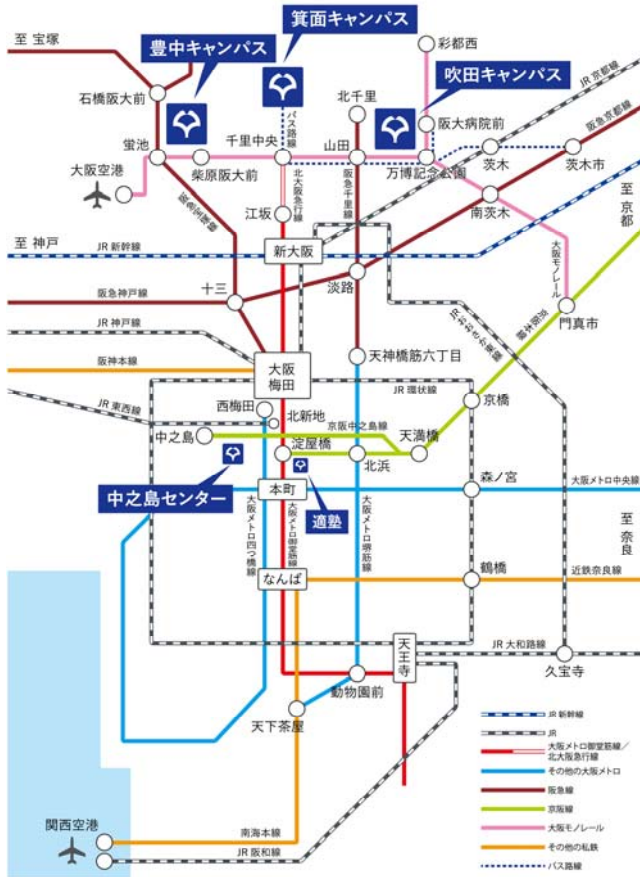 箕面キャンパス
至 宝塚
豊中キャンパス
彩都西
吹田キャンパス
JR 京都線
石橋阪大前
北千里
阪急京都線
バス路線
阪大病院前
蛍池
千里中央
山田
茨木
茨木市
大阪空港
柴原阪大前
万博記念公園
北大阪急行線
阪急千里線
阪急宝塚線
江坂
南茨木
至 京都
至 神戸
JR 新幹線
新大阪
大阪モノレール
十三
淡路
阪急神戸線
門真市
JR 神戸線
JR おおさか東線
京阪本線
天神橋筋六丁目
阪神本線
大阪
梅田
JR 環状線
JR 東西線
西梅田
北新地
京橋
中之島
京阪中之島線
天満橋
淀屋橋
北浜
森ノ宮
大阪メトロ中央線
中之島センター
本町
適塾
大阪メトロ四つ橋線
大阪メトロ御堂筋線
大阪メトロ堺筋線
至 奈良
なんば
鶴橋
近鉄奈良線
天王寺
JR 大和路線
久宝寺
動物園前
天下茶屋
JR 新幹線
JR
大阪メトロ御堂筋線/
北大阪急行線
その他の大阪メトロ
阪急線
京阪線
大阪モノレール
その他の私鉄
バス路線
関西空港
南海本線
JR 阪和線